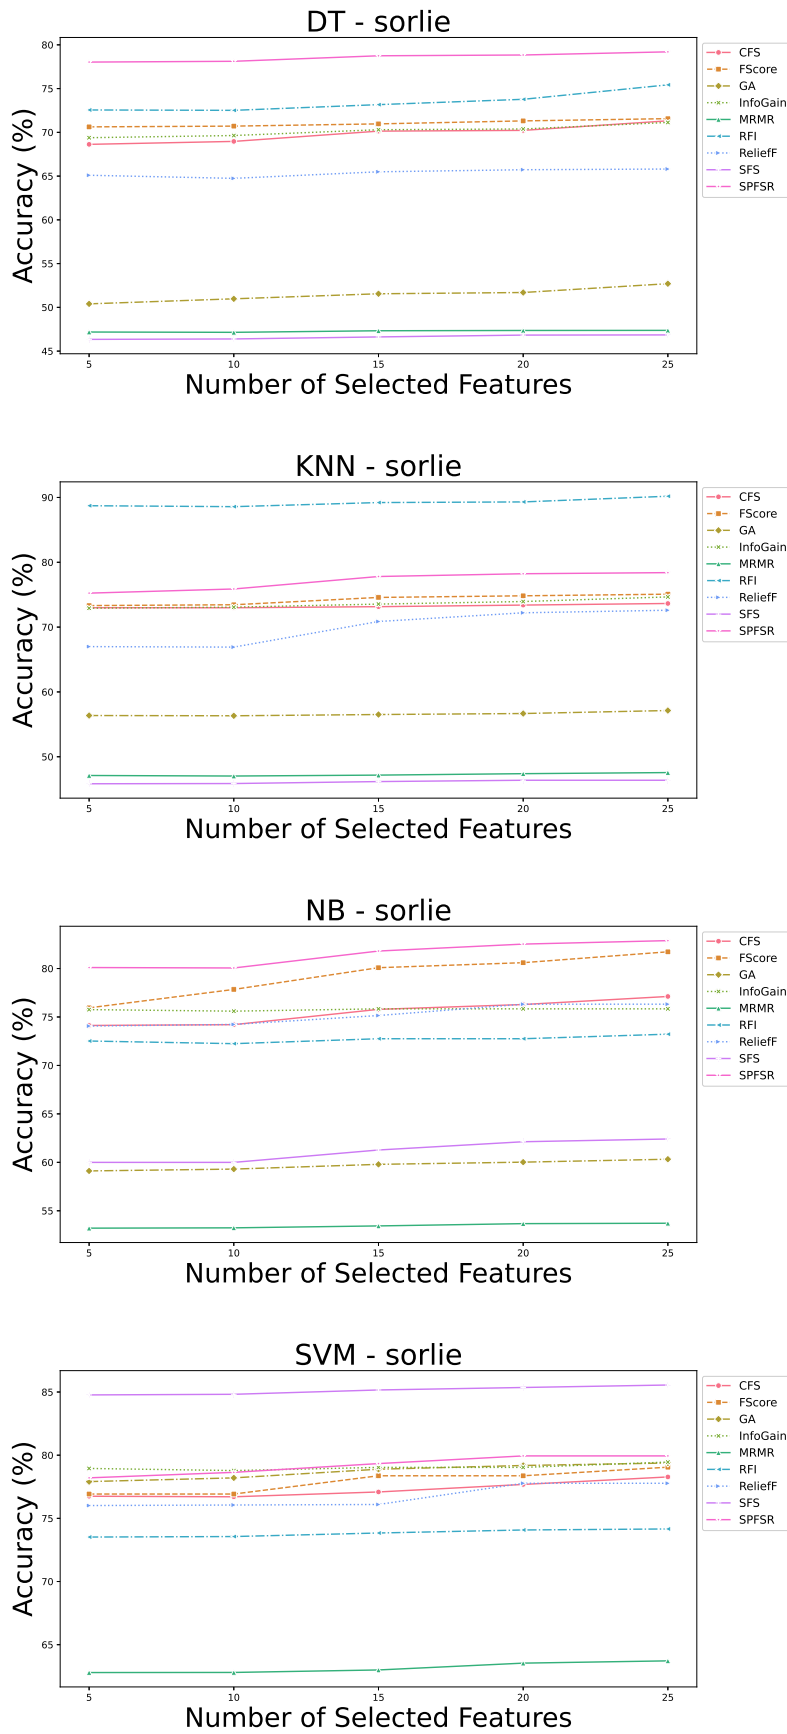 DT - sorlie
Accuracy (%)
80
75
70
65
60
55
50
45
5 10 15 20 25
Number of Selected Features
CFS
FScore
GA
InfoGain
MRMR
RFI
ReliefF
SFS
SPFSR
KNN - sorlie
Accuracy (%)
90
80
70
60
50
5 10 15 20 25
Number of Selected Features
CFS
FScore
GA
InfoGain
MRMR
RFI
ReliefF
SFS
SPFSR
NB - sorlie
Accuracy (%)
80
75
70
65
60
55
5 10 15 20 25
Number of Selected Features
CFS
FScore
GA
InfoGain
MRMR
RFI
ReliefF
SFS
SPFSR
SVM - sorlie
Accuracy (%)
85
80
75
70
65
5 10 15 20 25
Number of Selected Features
CFS
FScore
GA
InfoGain
MRMR
RFI
ReliefF
SFS
SPFSR